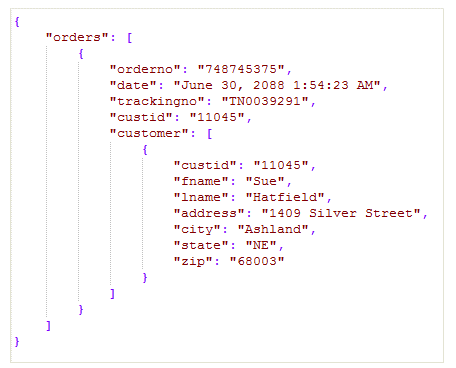 {
    "orders": [
        {
            "orderno": "748745375",
            "date": "June 30, 2088 1:54:23 AM",
            "trackingno": "TN0039291",
            "custid": "11045",
            "customer": [
                {
                    "custid": "11045",
                    "fname": "Sue",
                    "lname": "Hatfield",
                    "address": "1409 Silver Street",
                    "city": "Ashland",
                    "state": "NE",
                    "zip": "68003"
                }
            ]
        }
    ]
}